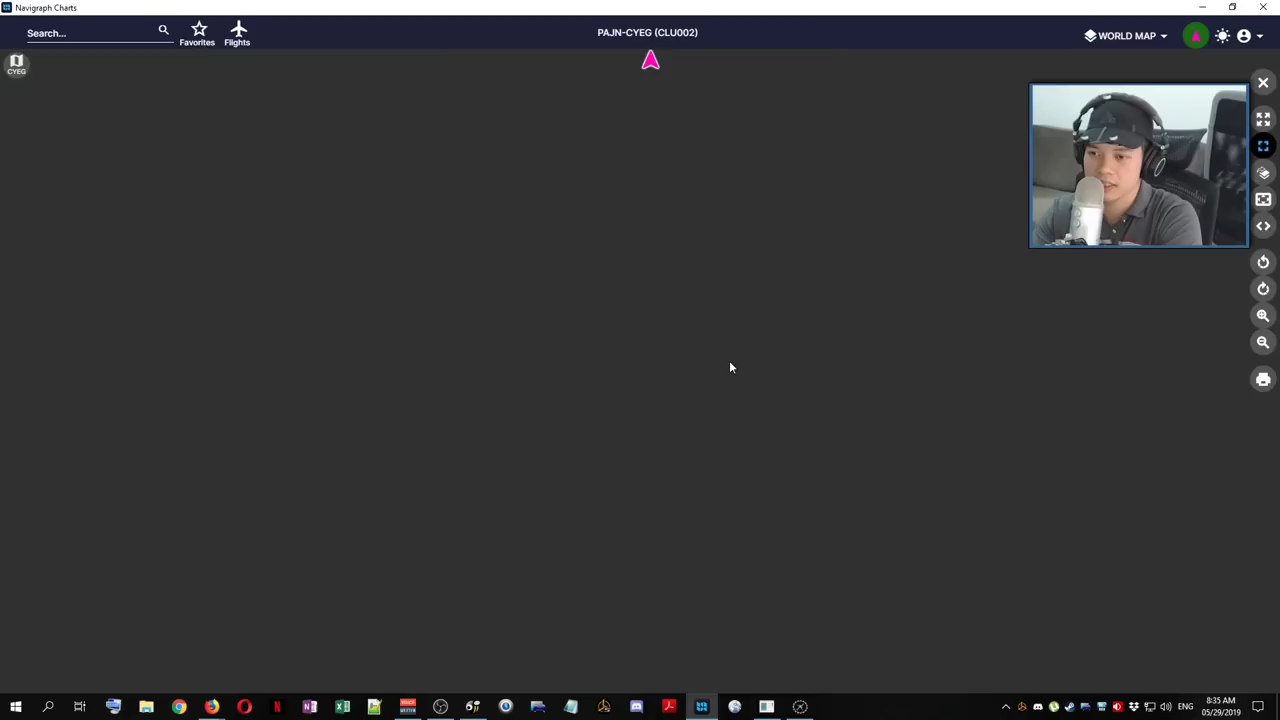 Navigraph Charts
Search...
Favorites
Flights
PAJN-CYEG (CLU002)
WORLD MAP
CYEG
ENG
8:35 AM
05/29/2019